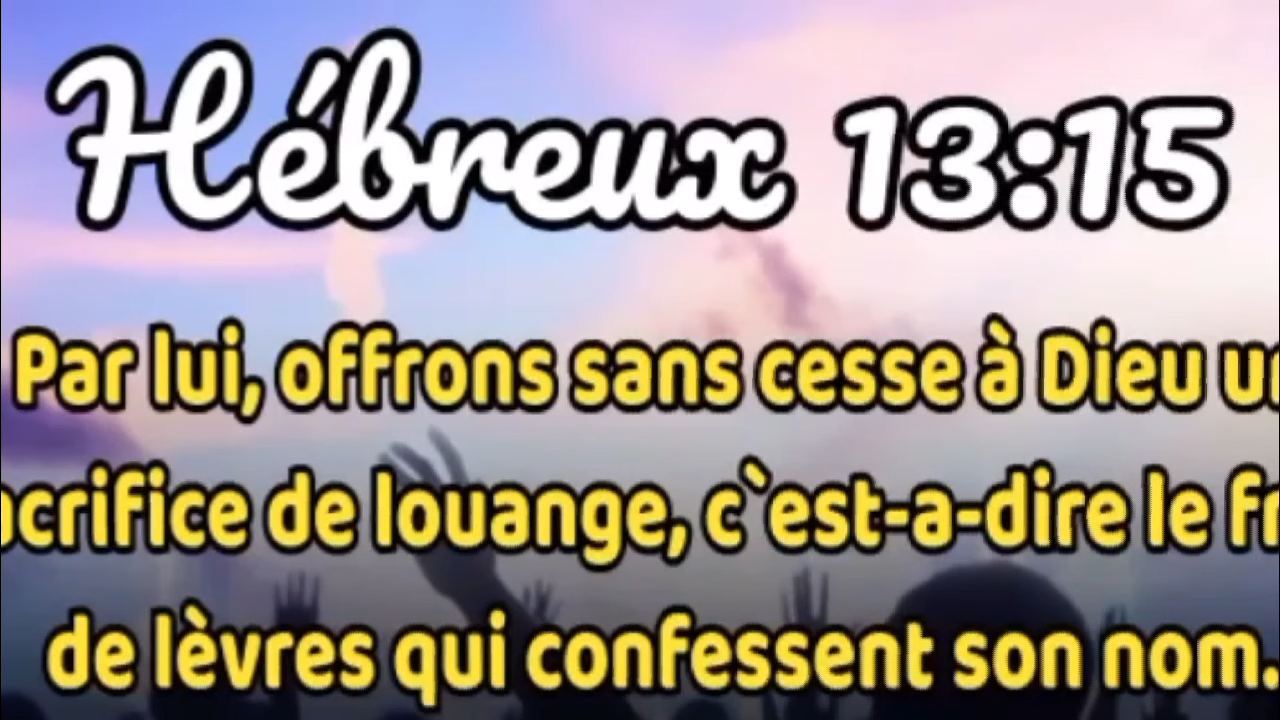 Hébreux 13:15
Par lui, offrons sans cesse à Dieu
de louange, c`est-a-dire le
de lèvres qui confessent son nom.